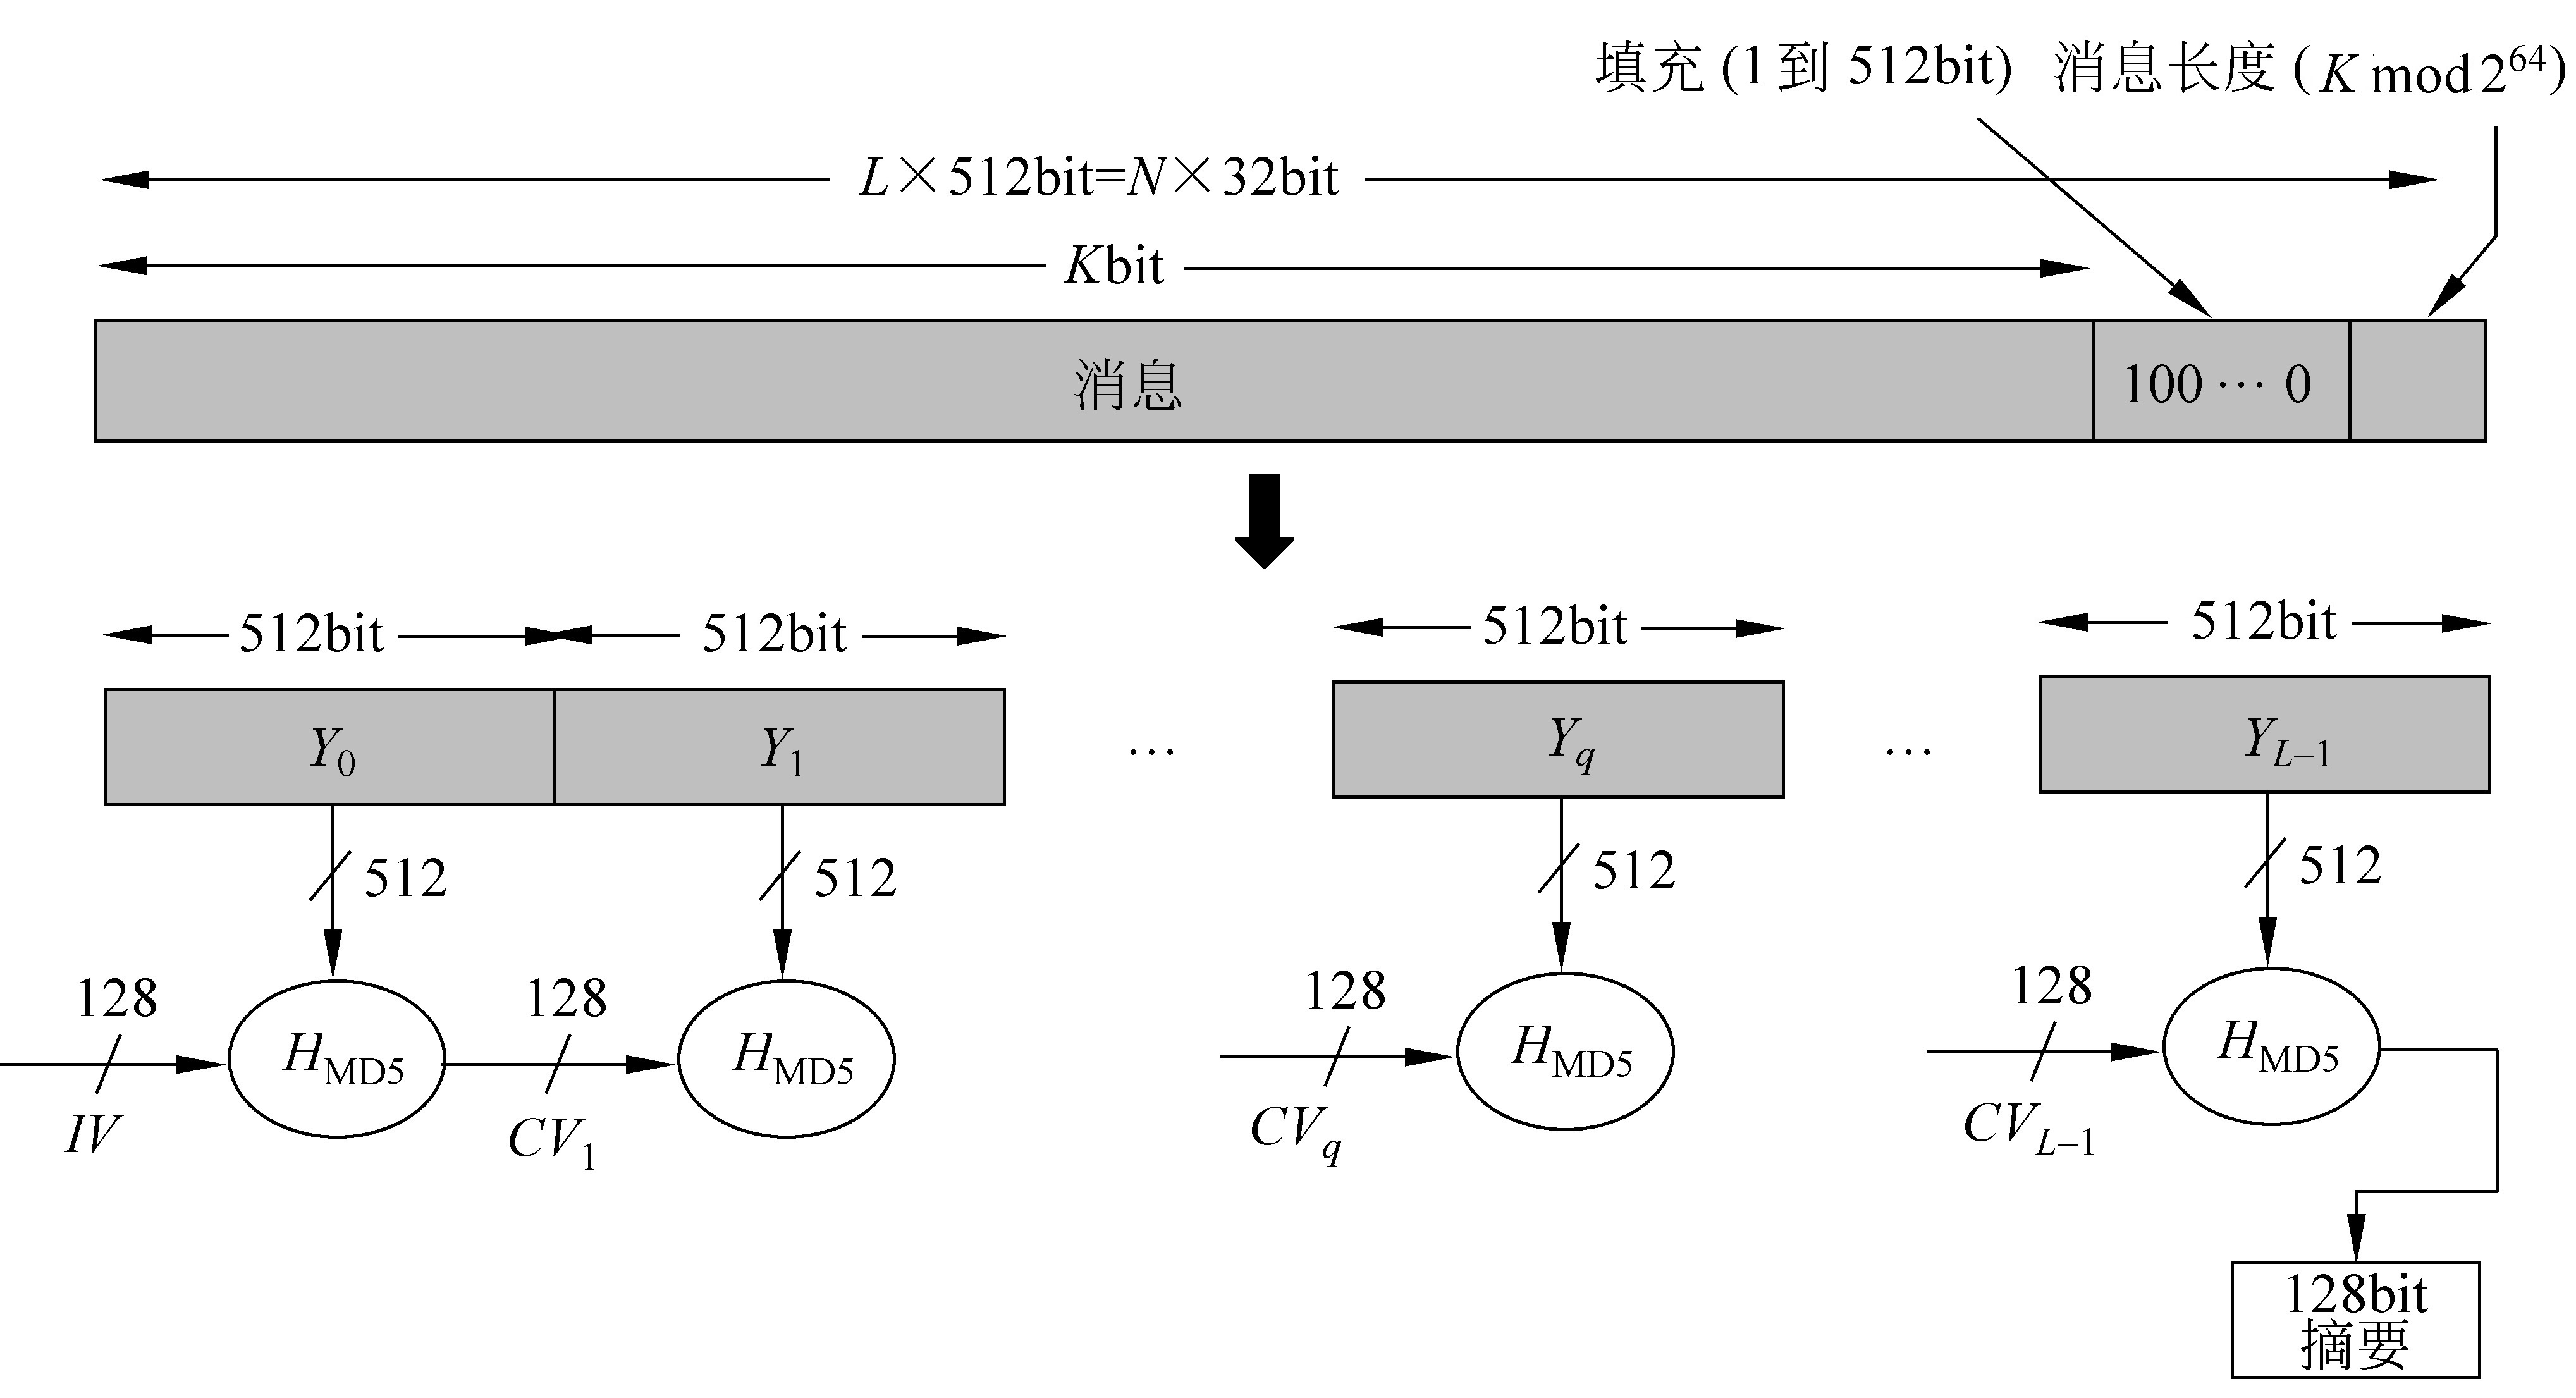 填充 (1到 512bit) 消息长度 (K mod 2^64)
L×512bit=N×32bit
Kbit
消息 100 ··· 0
512bit 512bit 512bit 512bit
Y0 Y1 ··· Yq ··· YL−1
512 512 512 512
128 128 128 128
HMD5 HMD5 HMD5 HMD5
IV CV1 CVq CVL−1
128bit
摘要